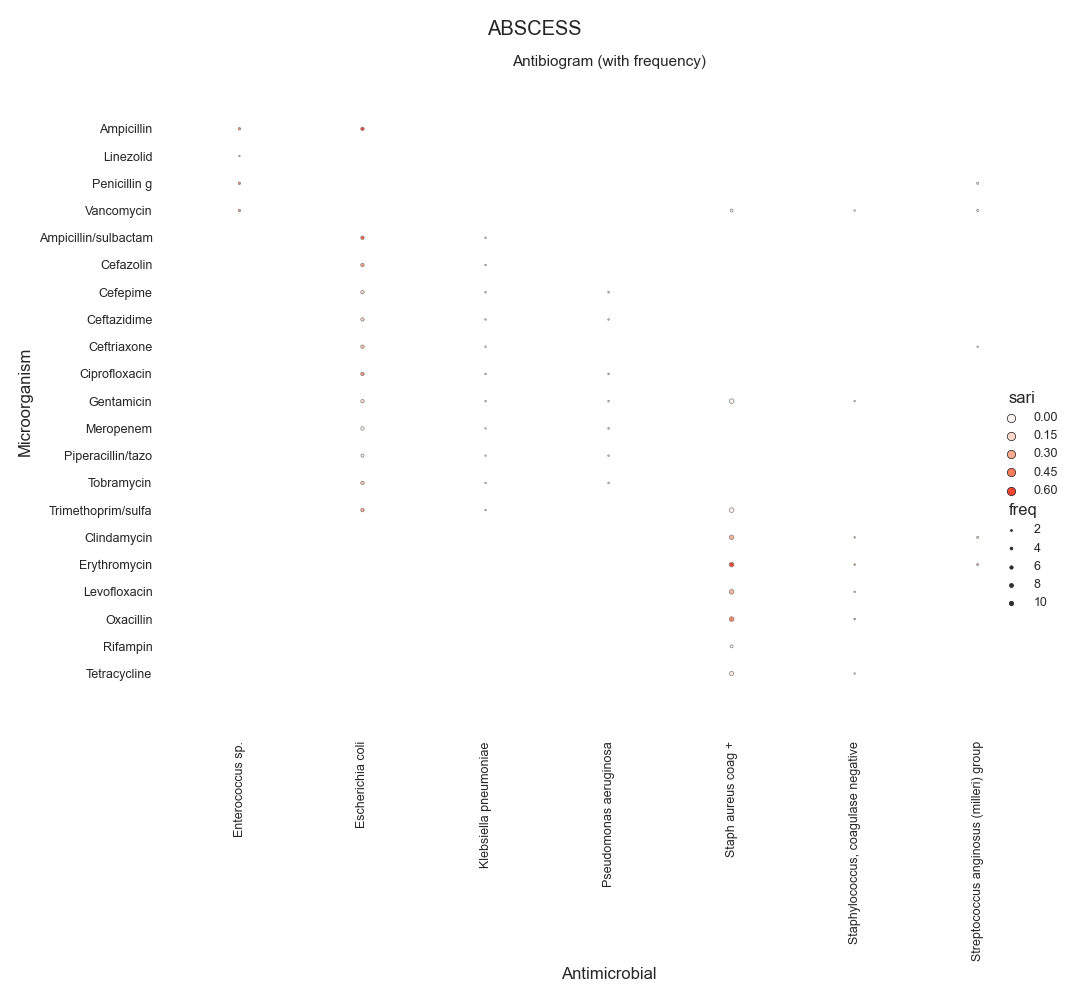 ABSCESS
Antibiogram (with frequency)
Microorganism
Ampicillin
Linezolid
Penicillin g
Vancomycin
Ampicillin/sulbactam
Cefazolin
Cefepime
Ceftazidime
Ceftriaxone
Ciprofloxacin
Gentamicin
Meropenem
Piperacillin/tazo
Tobramycin
Trimethoprim/sulfa
Clindamycin
Erythromycin
Levofloxacin
Oxacillin
Rifampin
Tetracycline
sari
0.00
0.15
0.30
0.45
0.60
freq
2
4
6
8
10
Enterococcus sp.
Escherichia coli
Klebsiella pneumoniae
Pseudomonas aeruginosa
Staph aureus coag +
Staphylococcus, coagulase negative
Streptococcus anginosus (milleri) group
Antimicrobial